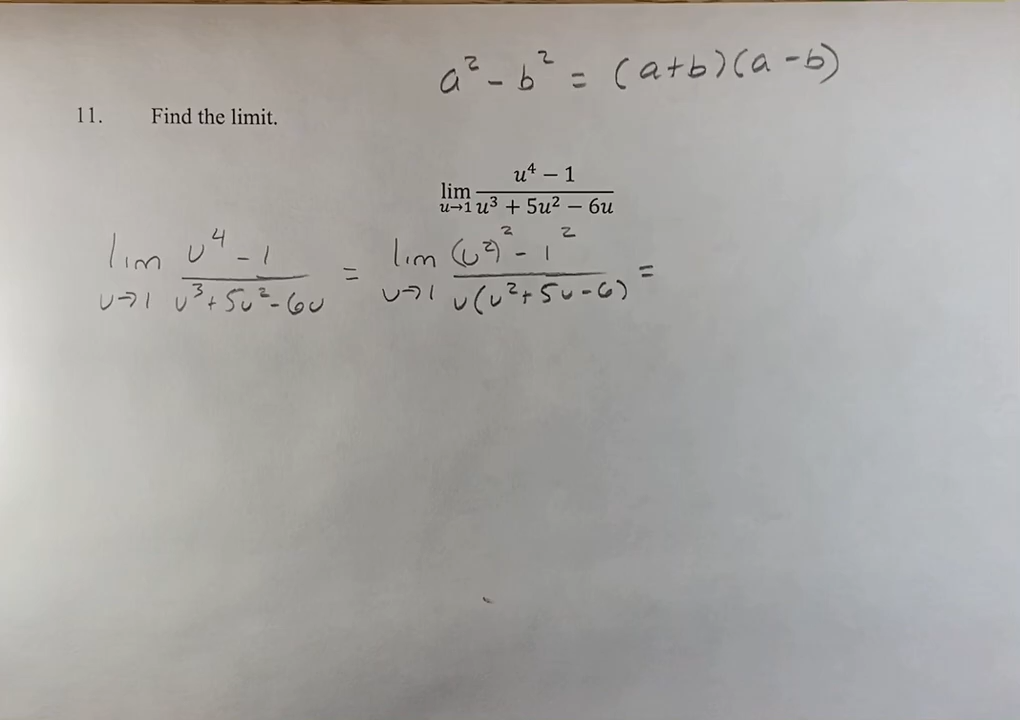 a² - b² = (a+b)(a-b)
11. Find the limit.
lim u→1 (u⁴ − 1)/(u³ + 5u² − 6u)
lim u→1 (u⁴ - 1)/(u³ + 5u² - 6u) = lim u→1 ((u²)² - 1²)/(u(u² + 5u - 6)) =